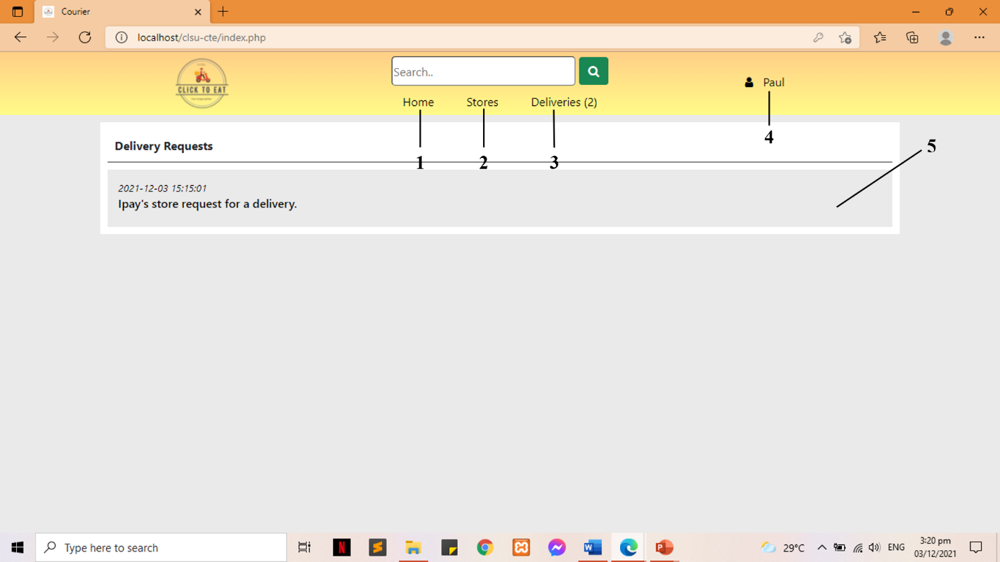 Courier
localhost/clsu-cte/index.php
CLICK TO EAT
Search..
Paul
Home Stores Deliveries (2)
4
5
Delivery Requests
1 2 3
2021-12-03 15:15:01
Ipay's store request for a delivery.
Type here to search
29°C
ENG
3:20 pm
03/12/2021